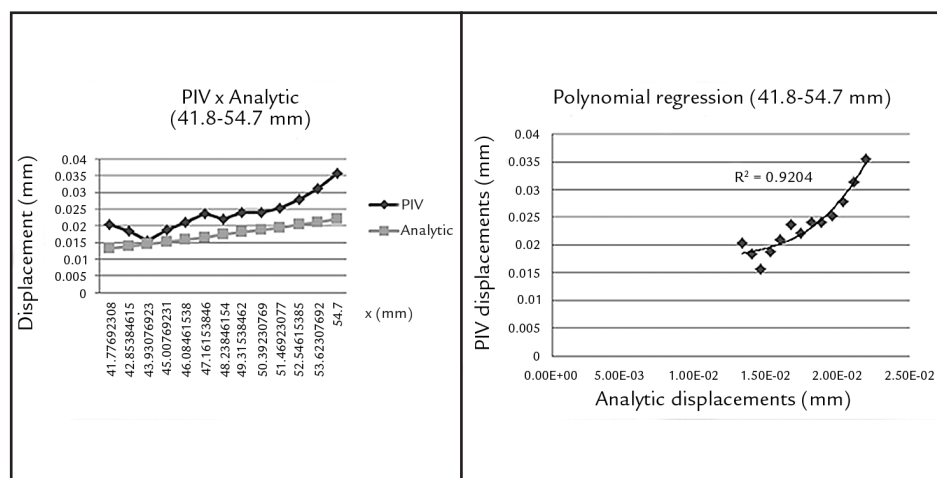 PIV x Analytic
(41.8-54.7 mm)
Displacement (mm)
0.04
0.035
0.03
0.025
0.02
0.015
0.01
0.005
0
41.77692308
42.85384615
43.93076923
45.00769231
46.08461538
47.16153846
48.23846154
49.31538462
50.39230769
51.46923077
52.54615385
53.62307692
54.7
x (mm)
PIV
Analytic
Polynomial regression (41.8-54.7 mm)
PIV displacements (mm)
0.04
0.035
0.03
0.025
0.02
0.015
0.01
0.005
0
R² = 0.9204
0.00E+00 5.00E-03 1.00E-02 1.50E-02 2.00E-02 2.50E-02
Analytic displacements (mm)